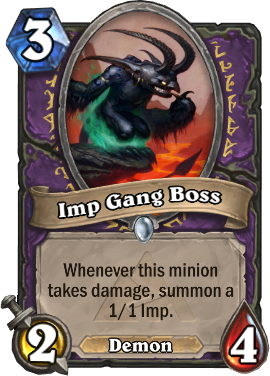 3
Imp Gang Boss
Whenever this minion
takes damage, summon a
1/1 Imp.
2 Demon 4